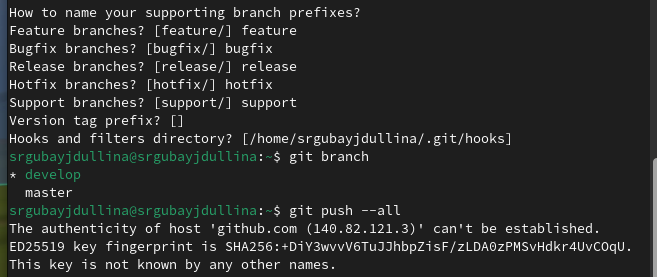 How to name your supporting branch prefixes?
Feature branches? [feature/] feature
Bugfix branches? [bugfix/] bugfix
Release branches? [release/] release
Hotfix branches? [hotfix/] hotfix
Support branches? [support/] support
Version tag prefix? []
Hooks and filters directory? [/home/srgubayjdullina/.git/hooks]
srgubayjdullina@srgubayjdullina:~$ git branch
* develop
master
srgubayjdullina@srgubayjdullina:~$ git push --all
The authenticity of host 'github.com (140.82.121.3)' can't be established.
ED25519 key fingerprint is SHA256:+DiY3wvvV6TuJJhbpZisF/zLDA0zPMSvHdkr4UvCOqU.
This key is not known by any other names.